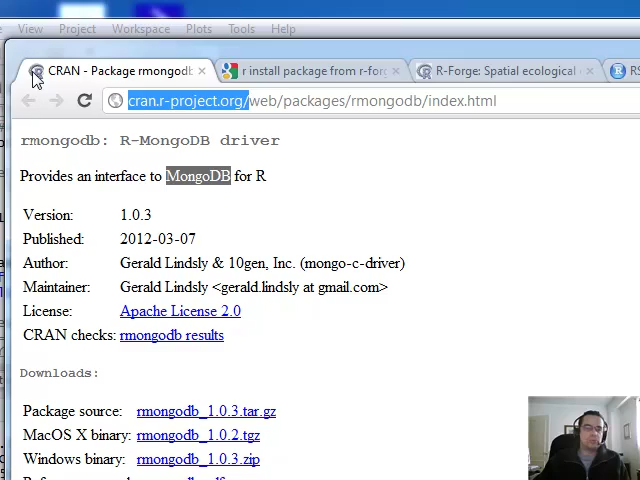 View Project Workspace Plots Tools Help
CRAN - Package rmongodb
r install package from r-forg
R-Forge: Spatial ecological
cran.r-project.org/web/packages/rmongodb/index.html
rmongodb: R-MongoDB driver
Provides an interface to MongoDB for R
Version: 1.0.3
Published: 2012-03-07
Author: Gerald Lindsly & 10gen, Inc. (mongo-c-driver)
Maintainer: Gerald Lindsly <gerald.lindsly at gmail.com>
License: Apache License 2.0
CRAN checks: rmongodb results
Downloads:
Package source: rmongodb_1.0.3.tar.gz
MacOS X binary: rmongodb_1.0.2.tgz
Windows binary: rmongodb_1.0.3.zip